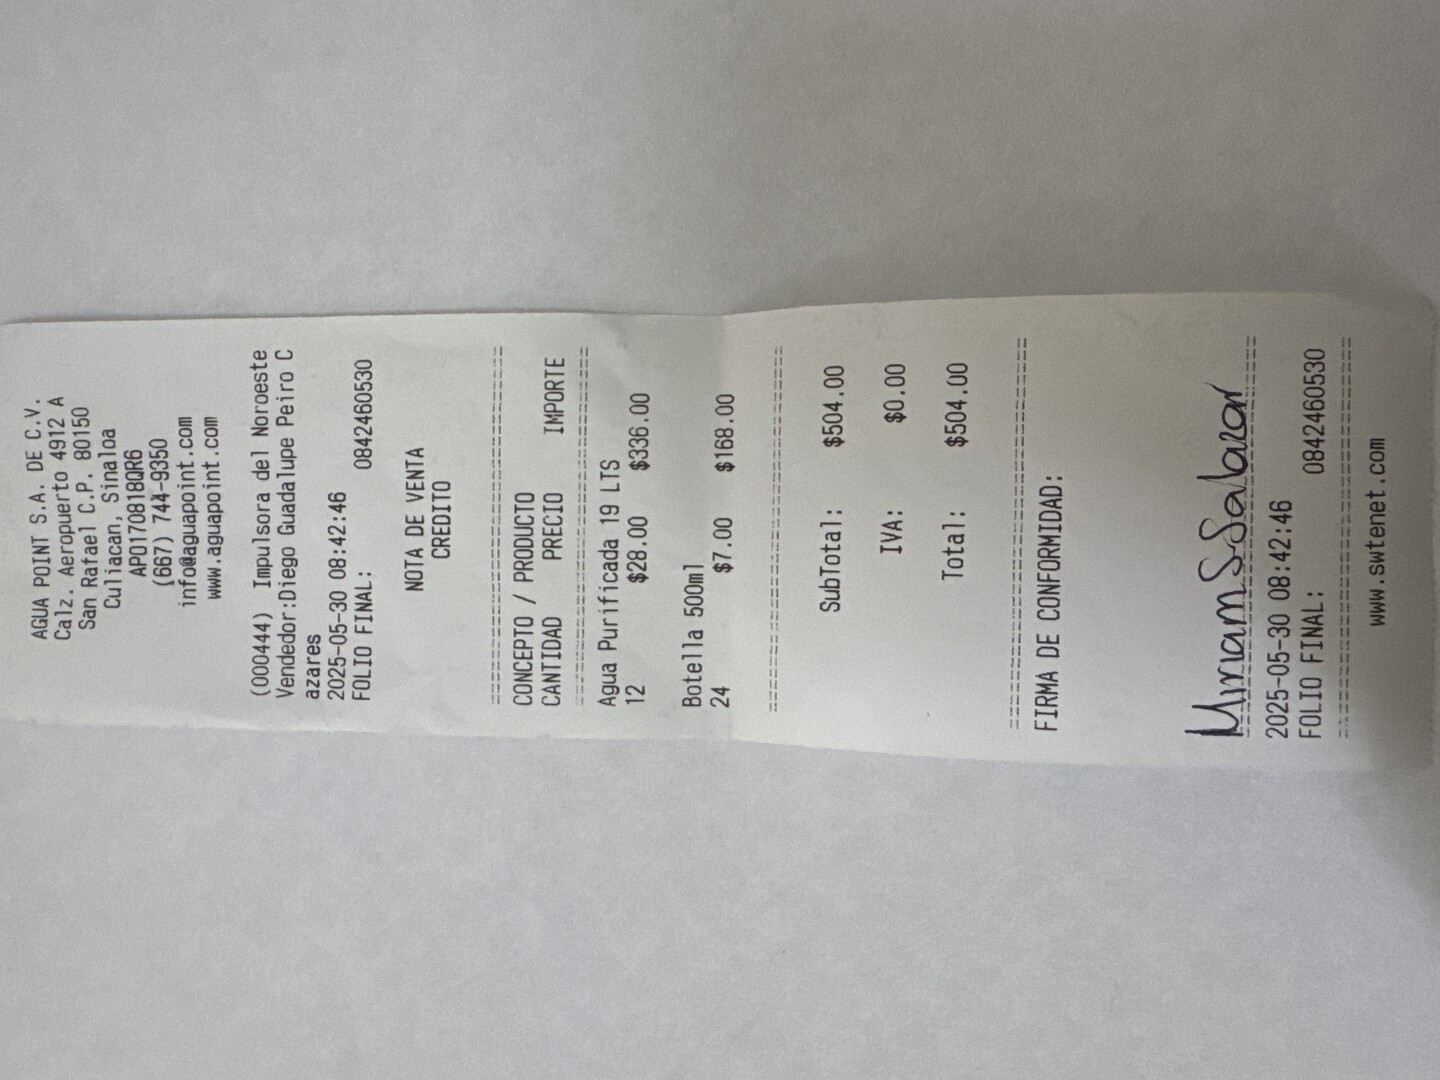 AGUA POINT S.A. DE C.V.
Calz. Aeropuerto 4912 A
San Rafael C.P. 80150
Culiacan, Sinaloa
APO170818QR6
(667) 744-9350
info@aguapoint.com
www.aguapoint.com
(000444) Impulsora del Noroeste
Vendedor:Diego Guadalupe Peiro C
azares
2025-05-30 08:42:46
FOLIO FINAL: 0842460530
NOTA DE VENTA
CREDITO
================================
CONCEPTO / PRODUCTO
CANTIDAD PRECIO IMPORTE
================================
Agua Purificada 19 LTS
12 $28.00 $336.00
Botella 500ml
24 $7.00 $168.00
================================
SubTotal: $504.00
IVA: $0.00
Total: $504.00
================================
FIRMA DE CONFORMIDAD:
Miriam S. Salazar
================================
2025-05-30 08:42:46
FOLIO FINAL: 0842460530
================================
www.swtenet.com